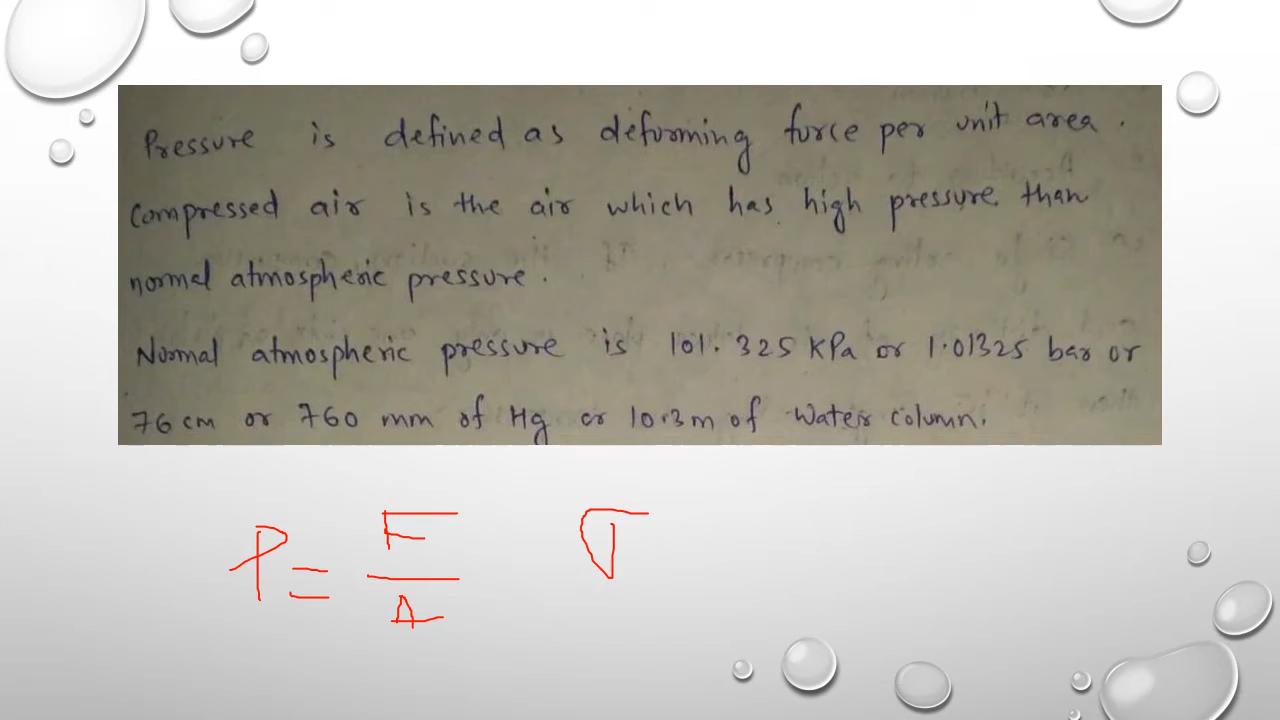 Pressure is defined as deforming force per unit area.
Compressed air is the air which has high pressure than
normal atmospheric pressure.
Normal atmospheric pressure is 101.325 KPa or 1.01325 bar or
76 cm or 760 mm of Hg or 10.3m of Water column.
P = F
A
σ